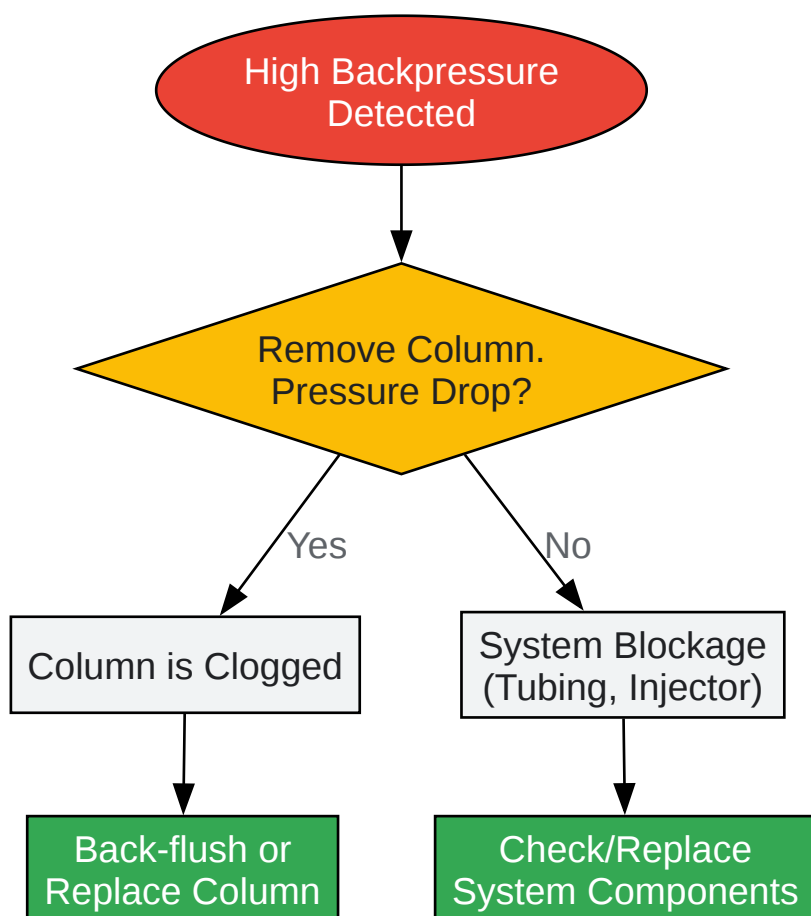 High Backpressure
Detected
Remove Column.
Pressure Drop?
Yes
No
Column is Clogged
System Blockage
(Tubing, Injector)
Back-flush or
Replace Column
Check/Replace
System Components